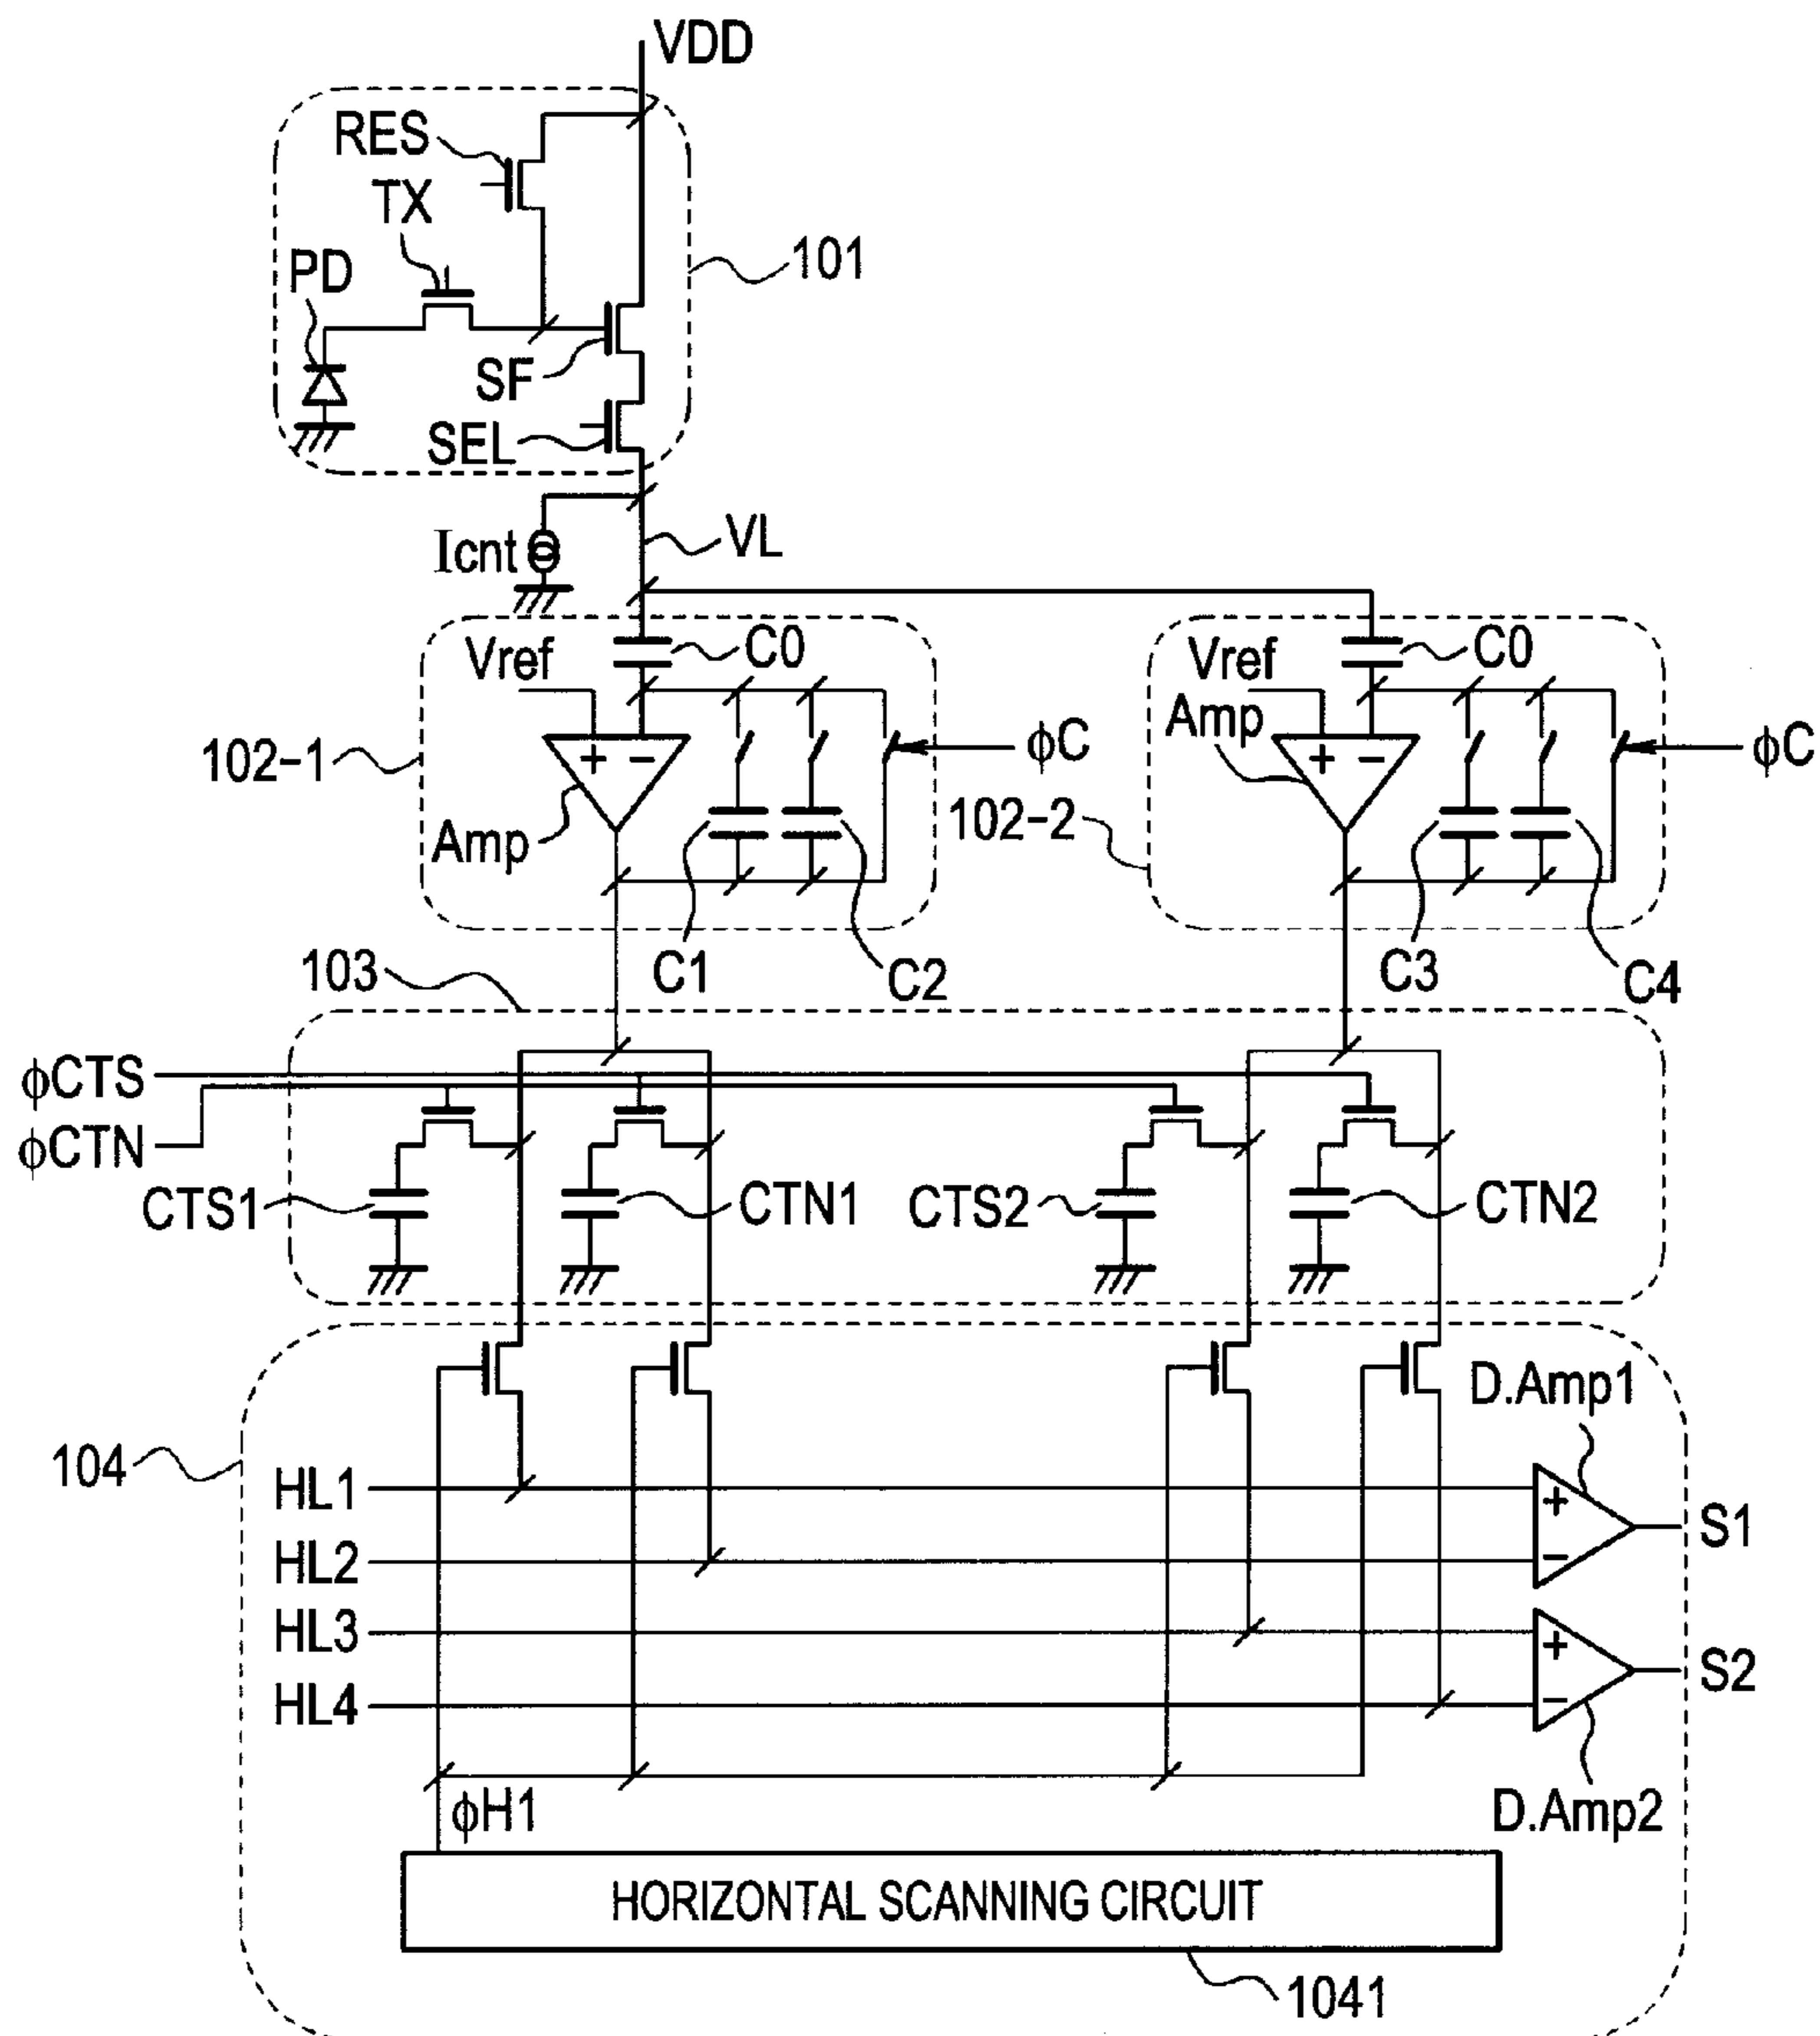 VDD
RES
TX
PD
101
SF
SEL
Icnt
VL
Vref
C0
Vref
C0
Amp
102-1
+
−
ϕC
+
−
ϕC
Amp
102-2
C1
C2
C3
C4
103
ϕCTS
ϕCTN
CTS1
CTN1
CTS2
CTN2
D.Amp1
104
HL1
+
S1
HL2
−
HL3
+
S2
HL4
−
ϕH1
D.Amp2
HORIZONTAL SCANNING CIRCUIT
1041